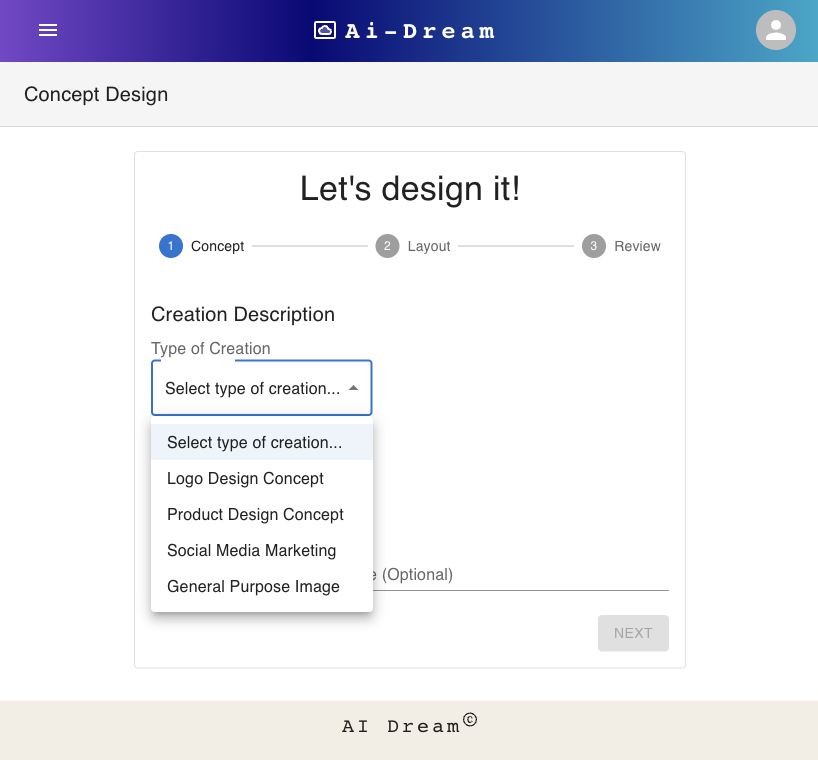 Ai-Dream
Concept Design
Let's design it!
1 Concept 2 Layout 3 Review
Creation Description
Type of Creation
Select type of creation...
Select type of creation...
Logo Design Concept
Product Design Concept
Social Media Marketing
General Purpose Image
(Optional)
NEXT
AI Dream©